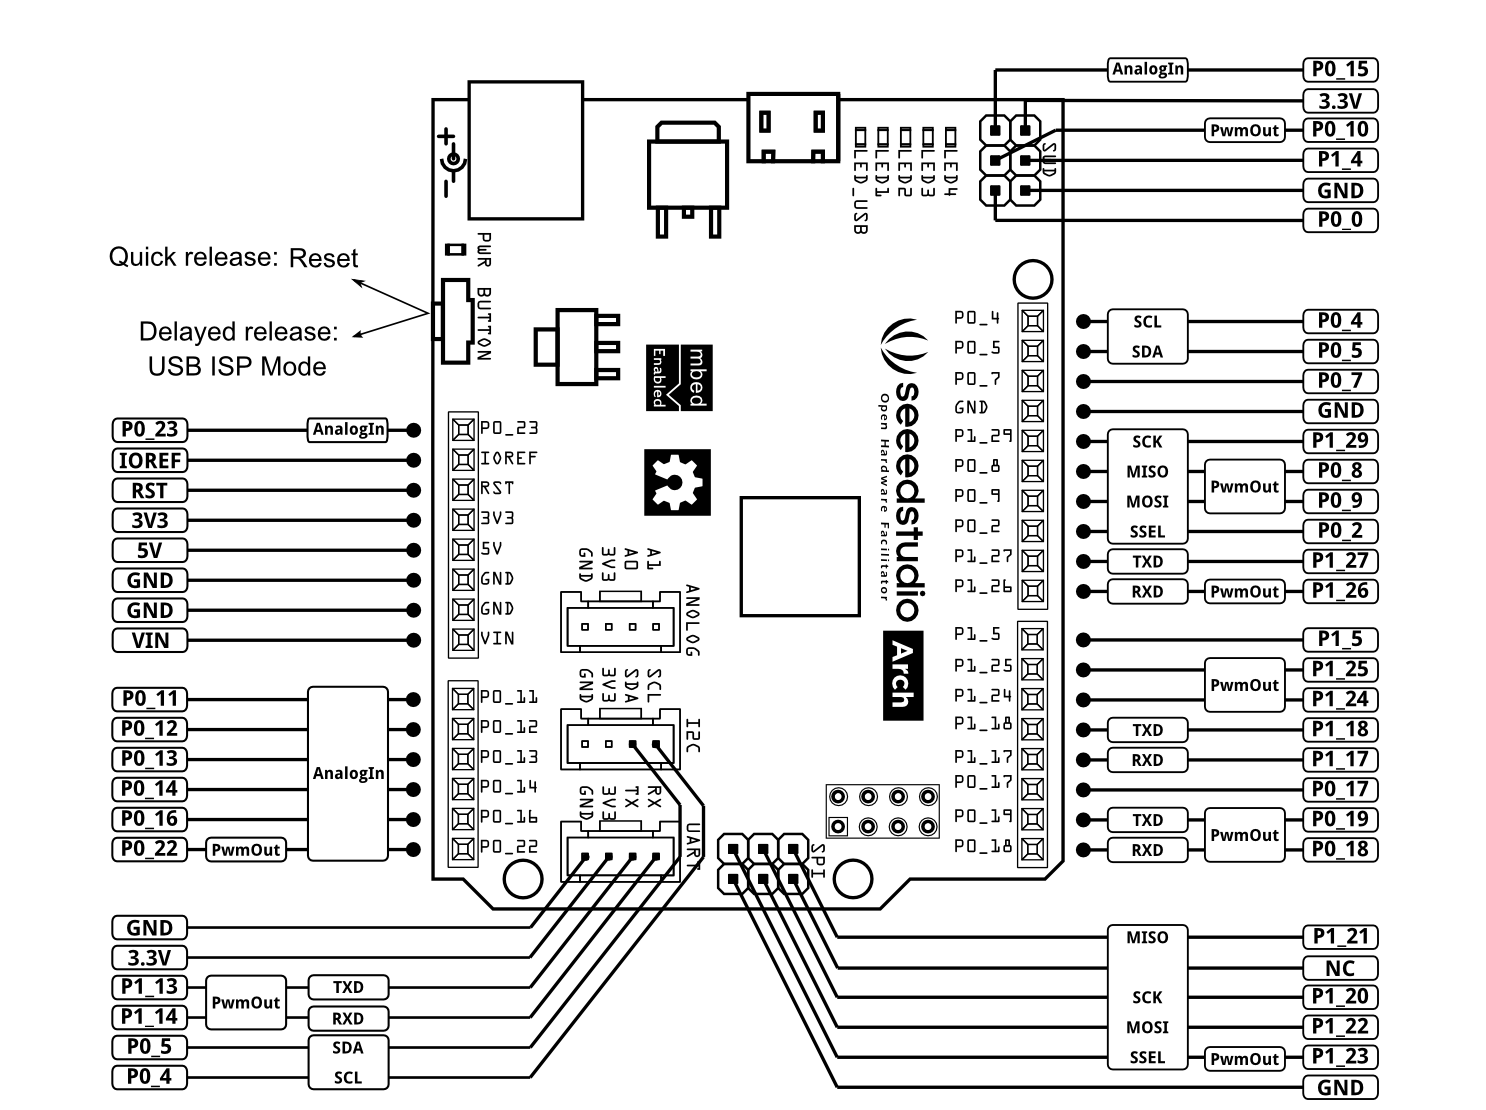 AnalogIn P0_15
3.3V
PwmOut P0_10
P1_4
GND
P0_0
SWD
LED_USB
LED1
LED2
LED3
LED4
+
-
PWR
BUTTON
Quick release: Reset
Delayed release:
USB ISP Mode
mbed
Enabled
seeedstudio
Open Hardware Facilitator
Arch
P0_23 AnalogIn P0_23
IOREF IOREF
RST RST
3V3 3V3
5V 5V
GND GND
GND GND
VIN VIN
P0_11 P0_11
P0_12 P0_12
P0_13 P0_13
AnalogIn
P0_14 P0_14
P0_16 P0_16
P0_22 PwmOut P0_22
GND
3V3
A0
A1
ANOLOG
GND
3V3
SDA
SCL
I2C
GND
3V3
TX
RX
UART
SPI
P0_4 SCL P0_4
P0_5 SDA P0_5
P0_7 P0_7
GND GND
P1_29 SCK P1_29
P0_8 MISO P0_8
PwmOut
P0_9 MOSI P0_9
P0_2 SSEL P0_2
P1_27 TXD P1_27
P1_26 RXD PwmOut P1_26
P1_5 P1_5
P1_25 P1_25
PwmOut
P1_24 P1_24
P1_18 TXD P1_18
P1_17 RXD P1_17
P0_17 P0_17
P1_19 TXD P0_19
PwmOut
P0_18 RXD P0_18
GND
3.3V
P1_13 TXD
PwmOut
P1_14 RXD
P0_5 SDA
P0_4 SCL
MISO P1_21
NC
SCK P1_20
MOSI P1_22
SSEL PwmOut P1_23
GND